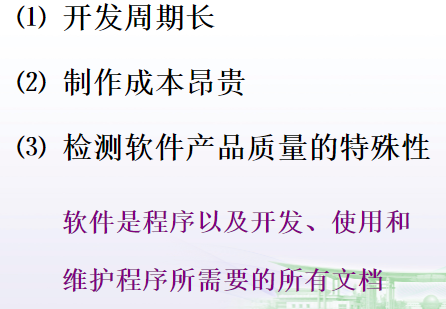 ⑴ 开发周期长
⑵ 制作成本昂贵
⑶ 检测软件产品质量的特殊性
软件是程序以及开发、使用和
维护程序所需要的所有文档